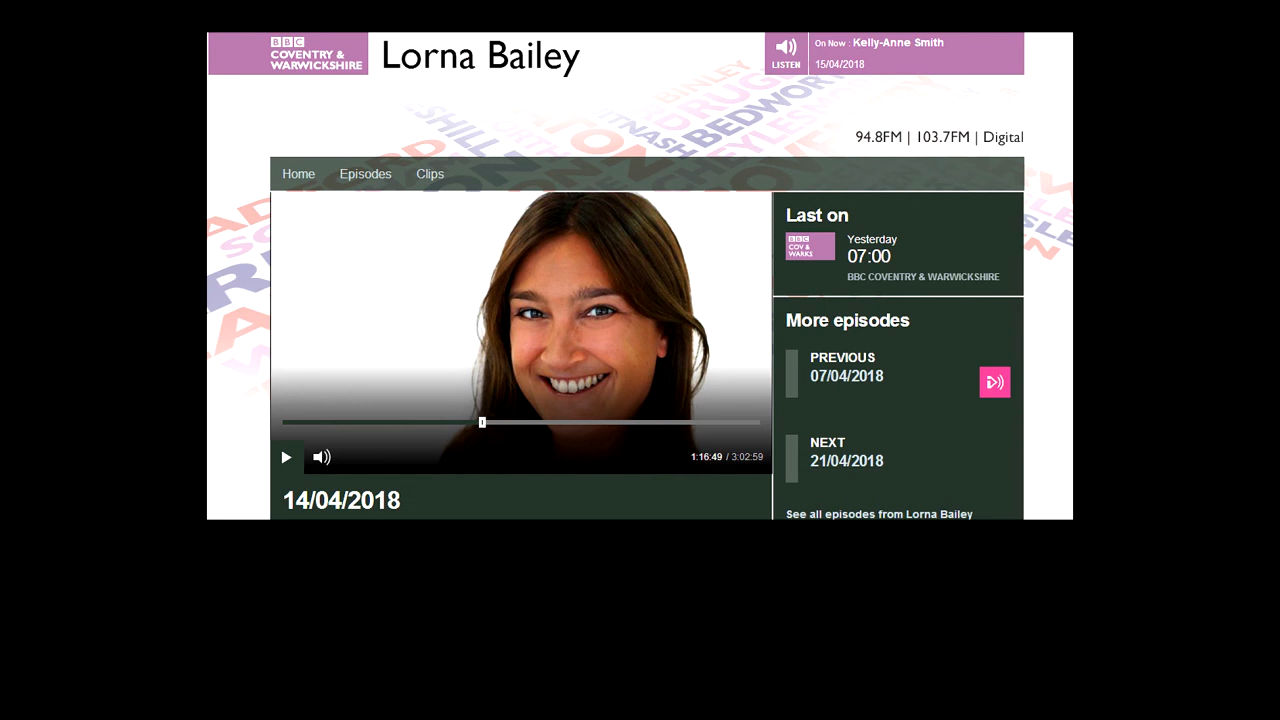 BBC
COVENTRY &
WARWICKSHIRE
Lorna Bailey
LISTEN
On Now : Kelly-Anne Smith
15/04/2018
BINLEY
BEDWORTH
94.8FM | 103.7FM | Digital
Home Episodes Clips
Last on
BBC
COV &
WARKS
Yesterday
07:00
BBC COVENTRY & WARWICKSHIRE
More episodes
PREVIOUS
07/04/2018
NEXT
21/04/2018
See all episodes from Lorna Bailey
1:16:49 / 3:02:59
14/04/2018